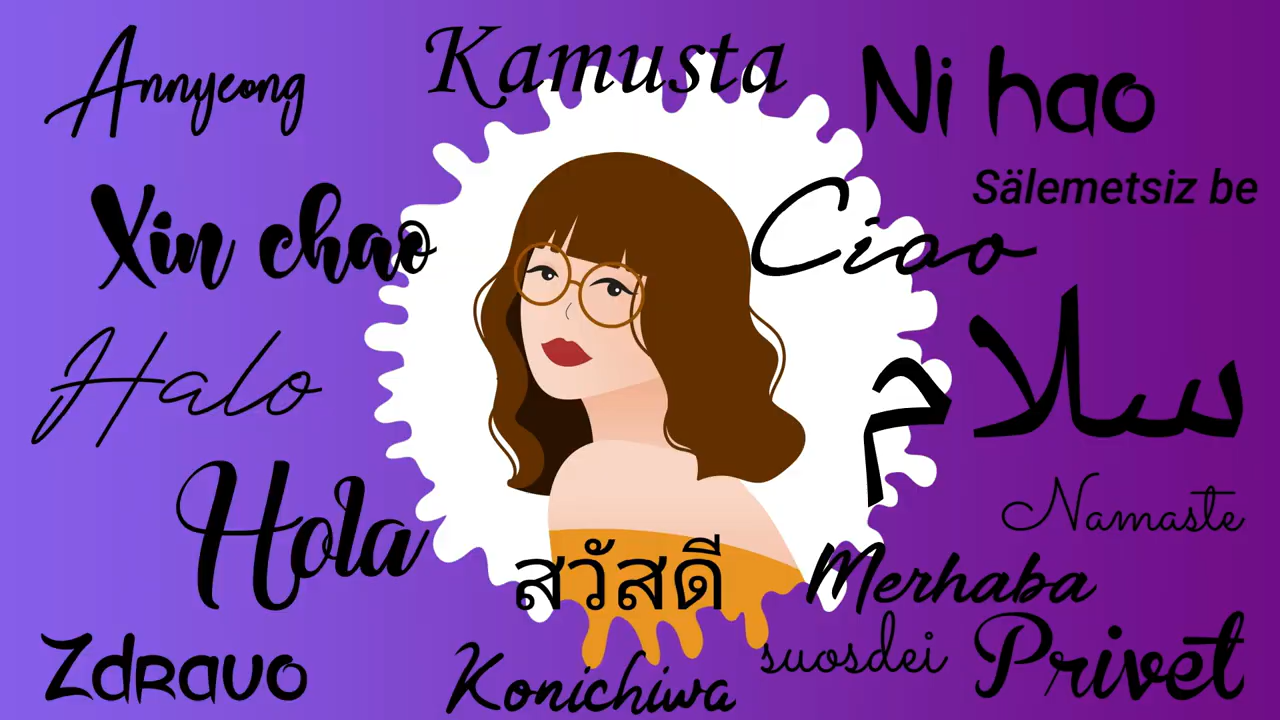 Annyeong
Kamusta
Ni hao
Sälemetsiz be
Xin chao
Ciao
Halo
سلام
Hola
Namaste
สวัสดี
Merhaba
Zdravo
Konichiwa
suosdei
Privet